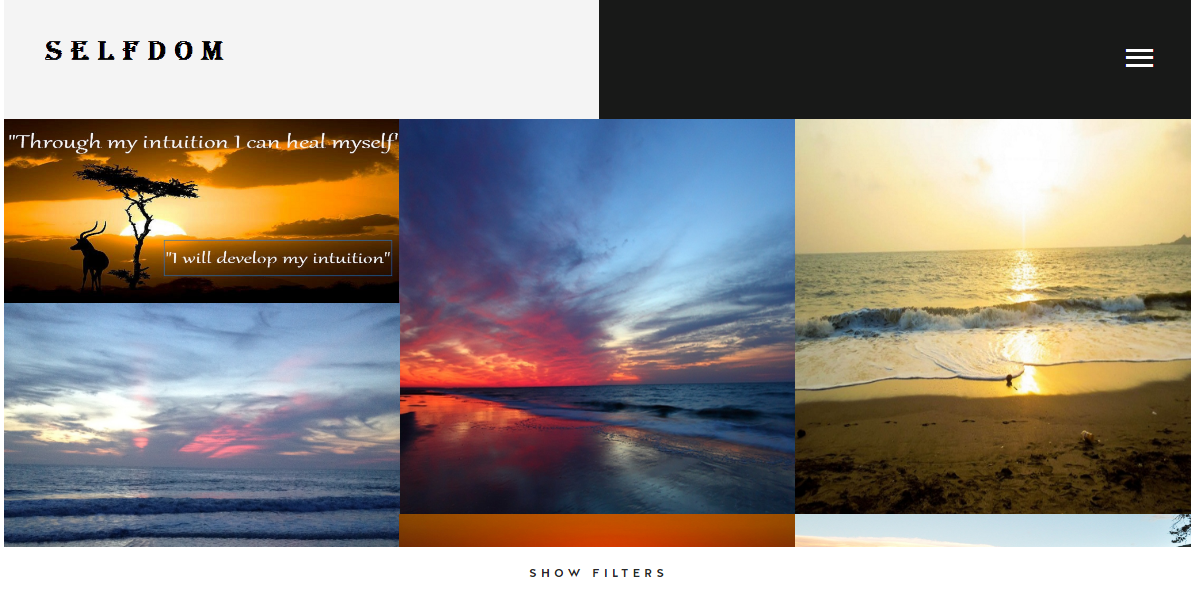 SELFDOM
"Through my intuition I can heal myself"
"I will develop my intuition"
SHOW FILTERS